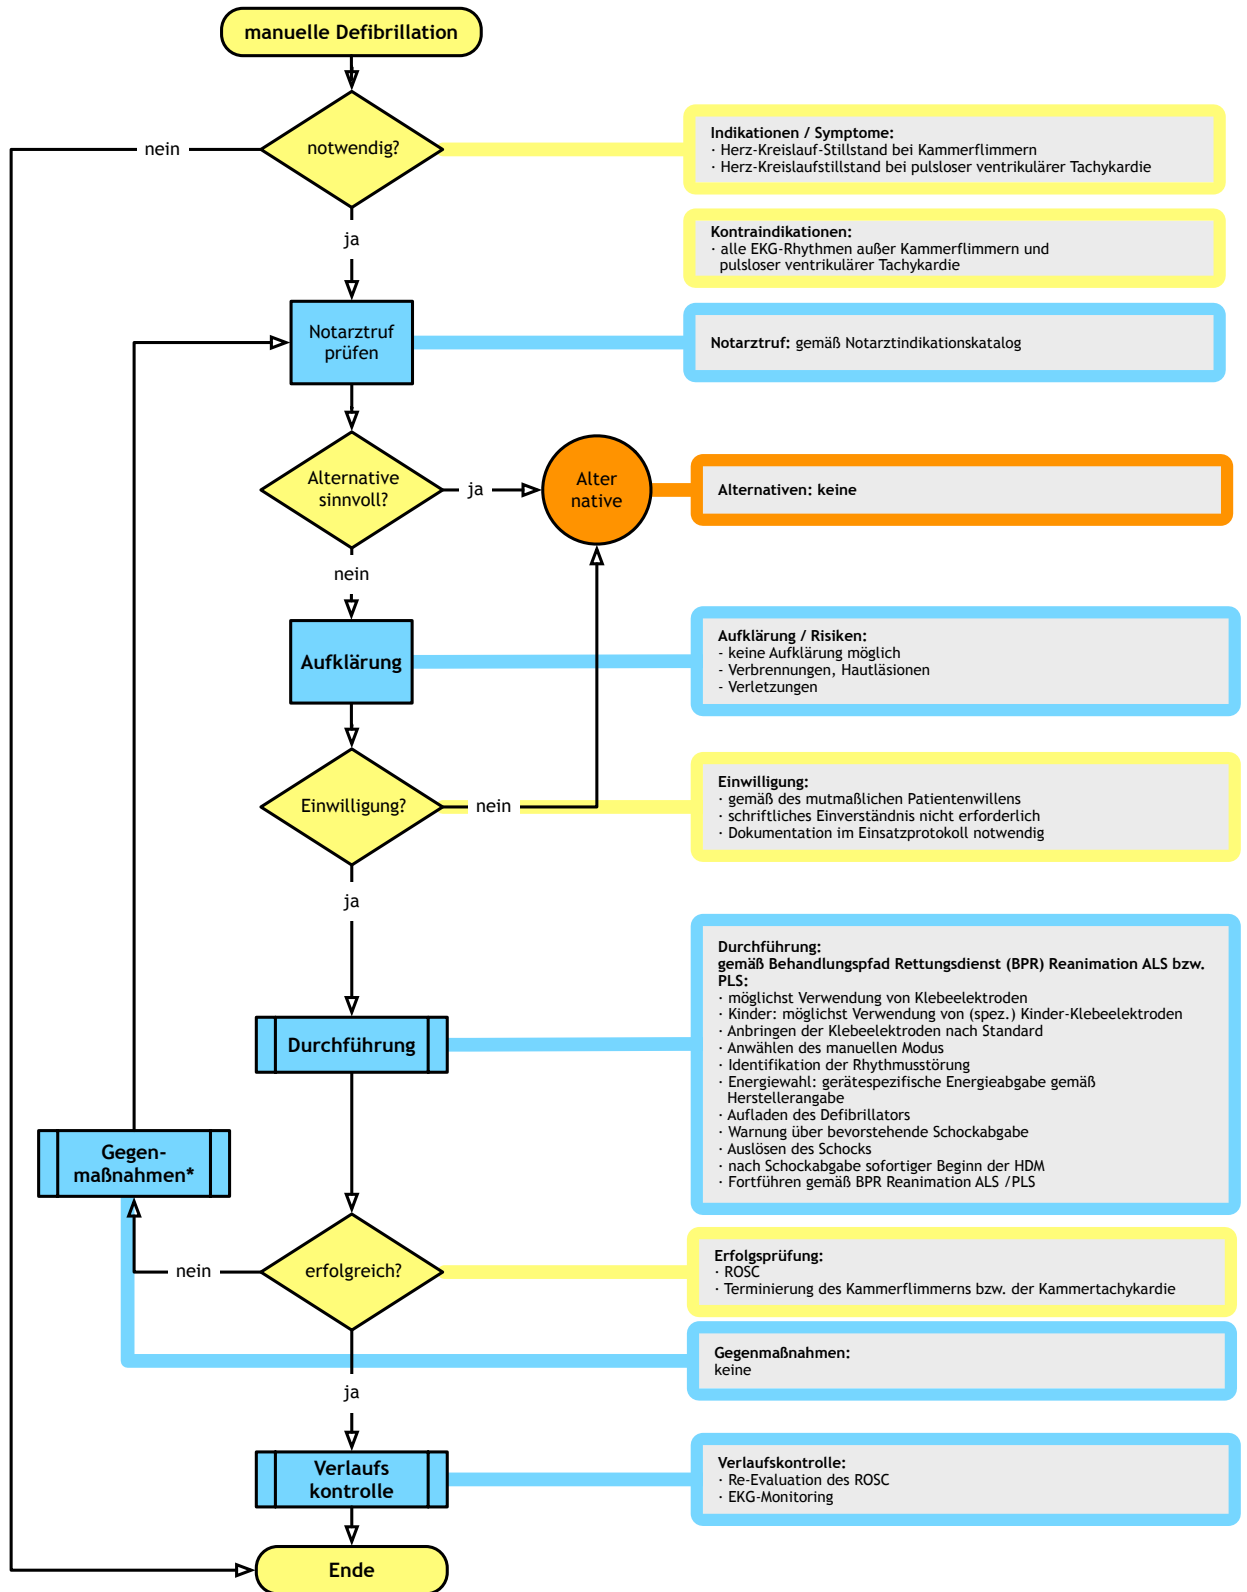 manuelle Defibrillation
nein
notwendig?
Indikationen / Symptome:
· Herz-Kreislauf-Stillstand bei Kammerflimmern
· Herz-Kreislaufstillstand bei pulsloser ventrikulärer Tachykardie
ja
Kontraindikationen:
· alle EKG-Rhythmen außer Kammerflimmern und
pulsloser ventrikulärer Tachykardie
Notarztruf
prüfen
Notarztruf: gemäß Notarztindikationskatalog
Alternative
sinnvoll?
ja
Alter
native
Alternativen: keine
nein
Aufklärung
Aufklärung / Risiken:
- keine Aufklärung möglich
- Verbrennungen, Hautläsionen
- Verletzungen
Einwilligung?
nein
Einwilligung:
· gemäß des mutmaßlichen Patientenwillens
· schriftliches Einverständnis nicht erforderlich
· Dokumentation im Einsatzprotokoll notwendig
ja
Durchführung
Durchführung:
gemäß Behandlungspfad Rettungsdienst (BPR) Reanimation ALS bzw.
PLS:
· möglichst Verwendung von Klebeelektroden
· Kinder: möglichst Verwendung von (spez.) Kinder-Klebeelektroden
· Anbringen der Klebeelektroden nach Standard
· Anwählen des manuellen Modus
· Identifikation der Rhythmusstörung
· Energiewahl: gerätespezifische Energieabgabe gemäß
Herstellerangabe
· Aufladen des Defibrillators
· Warnung über bevorstehende Schockabgabe
· Auslösen des Schocks
· nach Schockabgabe sofortiger Beginn der HDM
· Fortführen gemäß BPR Reanimation ALS /PLS
Gegen-
maßnahmen*
nein
erfolgreich?
Erfolgsprüfung:
· ROSC
· Terminierung des Kammerflimmerns bzw. der Kammertachykardie
Gegenmaßnahmen:
keine
ja
Verlaufs
kontrolle
Verlaufskontrolle:
· Re-Evaluation des ROSC
· EKG-Monitoring
Ende